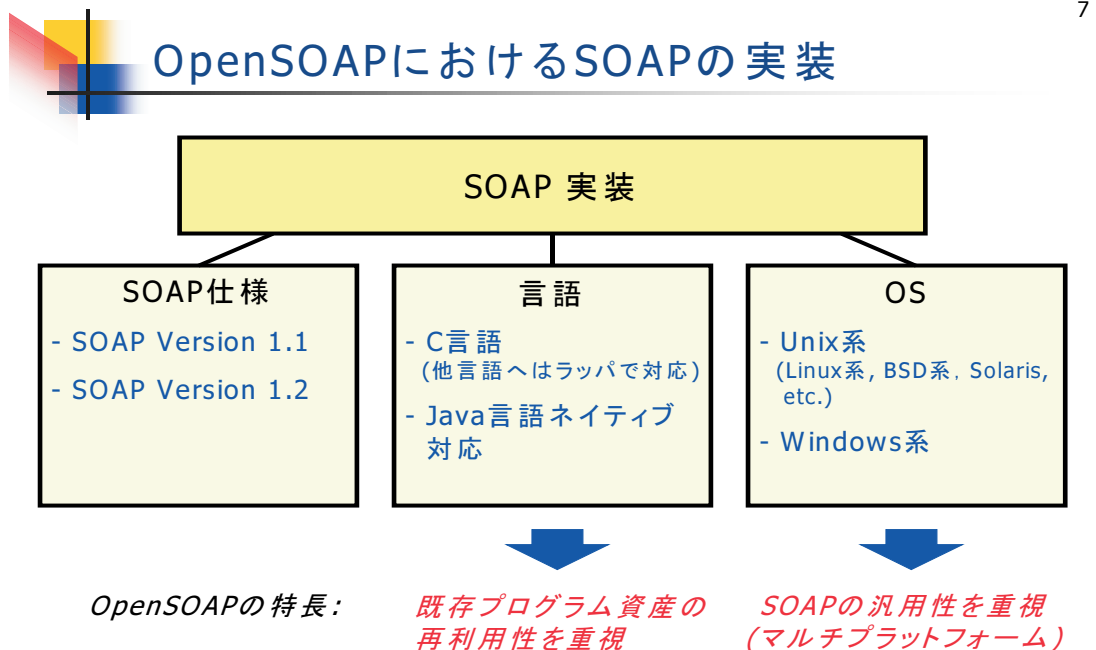 7
OpenSOAPにおけるSOAPの実装
SOAP 実装
SOAP仕様
- SOAP Version 1.1
- SOAP Version 1.2
言語
- C言語
(他言語へはラッパで対応)
- Java言語ネイティブ
対応
OS
- Unix系
(Linux系, BSD系, Solaris,
etc.)
- Windows系
OpenSOAPの特長:
既存プログラム資産の
再利用性を重視
SOAPの汎用性を重視
(マルチプラットフォーム)